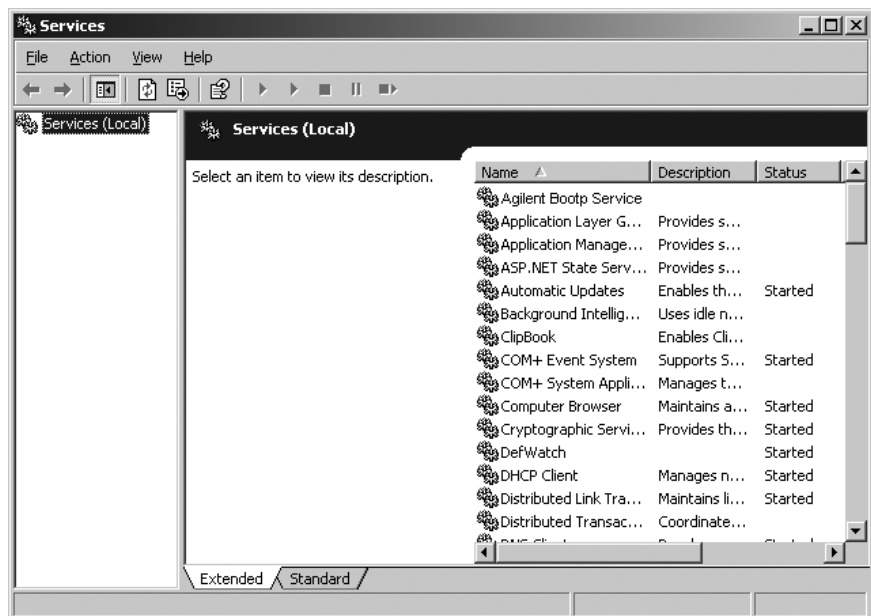 Services
File Action View Help
Services (Local)
Services (Local)
Select an item to view its description.
Name Description Status
Agilent Bootp Service
Application Layer G... Provides s...
Application Manage... Provides s...
ASP.NET State Serv... Provides s...
Automatic Updates Enables th... Started
Background Intellig... Uses idle n...
ClipBook Enables Cli...
COM+ Event System Supports S... Started
COM+ System Appli... Manages t...
Computer Browser Maintains a... Started
Cryptographic Servi... Provides th... Started
DefWatch Started
DHCP Client Manages n... Started
Distributed Link Tra... Maintains li... Started
Distributed Transac... Coordinate...
Extended Standard